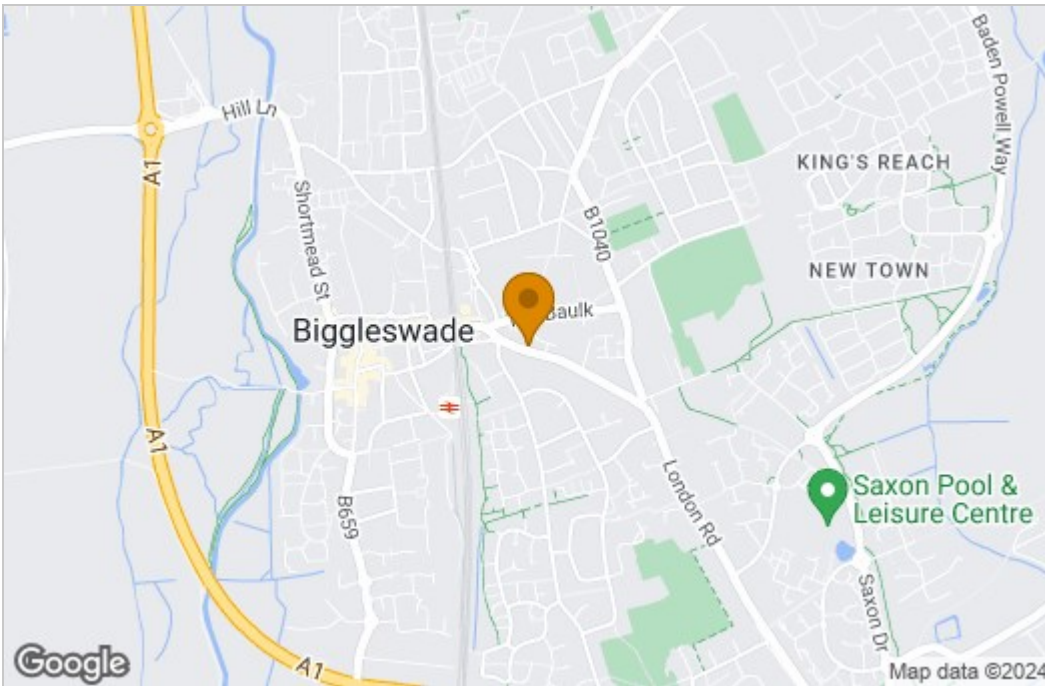 Hill Ln
A1
Shortmead St
B1040
Baden Powell Way
KING'S REACH
NEW TOWN
Baulk
Biggleswade
A1
B659
London Rd
Saxon Pool &
Leisure Centre
Saxon Dr
A1
Google
Map data ©2024